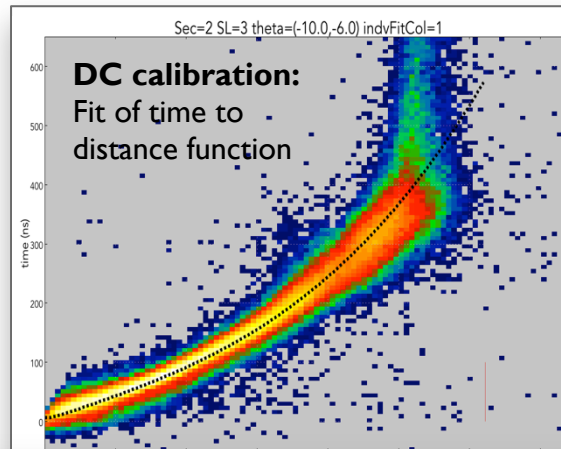 Sec=2 SL=3 theta=(-10.0,-6.0) indvFitCol=1
DC calibration:
Fit of time to
distance function
time (ns)
600
500
400
300
200
100
0